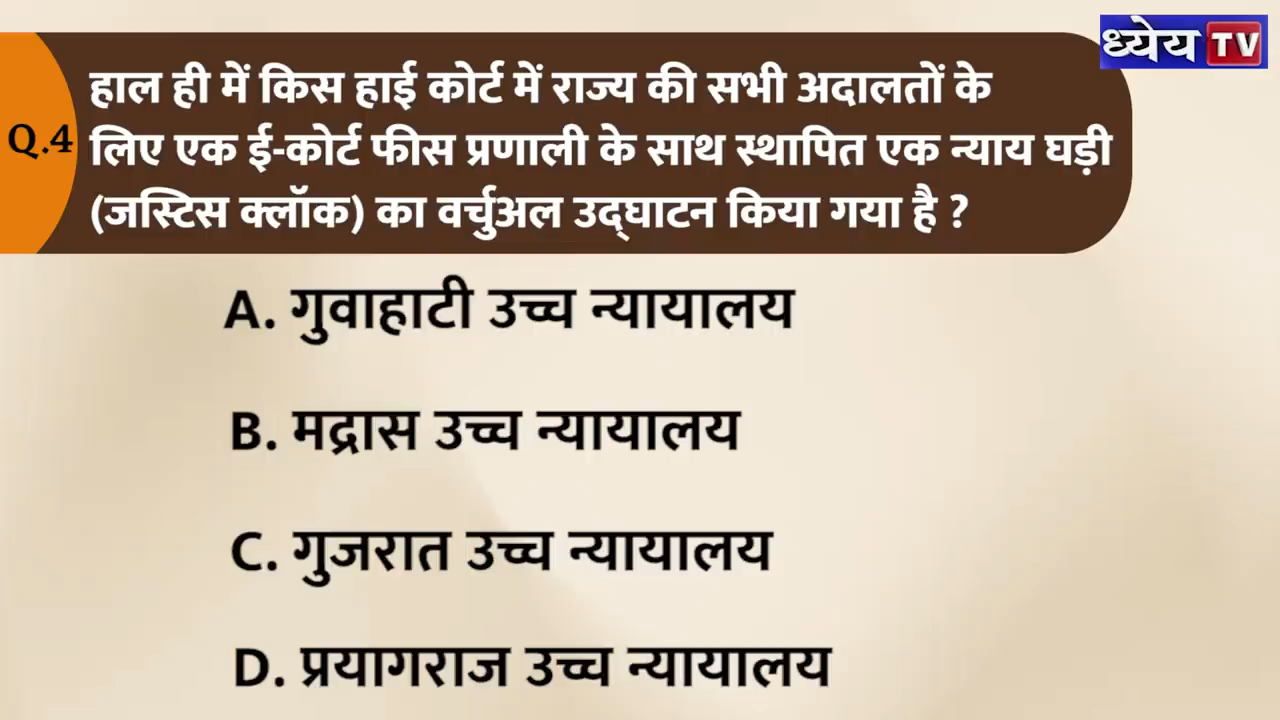 ध्येय TV
Q.4
हाल ही में किस हाई कोर्ट में राज्य की सभी अदालतों के
लिए एक ई-कोर्ट फीस प्रणाली के साथ स्थापित एक न्याय घड़ी
(जस्टिस क्लॉक) का वर्चुअल उद्घाटन किया गया है ?
A. गुवाहाटी उच्च न्यायालय
B. मद्रास उच्च न्यायालय
C. गुजरात उच्च न्यायालय
D. प्रयागराज उच्च न्यायालय